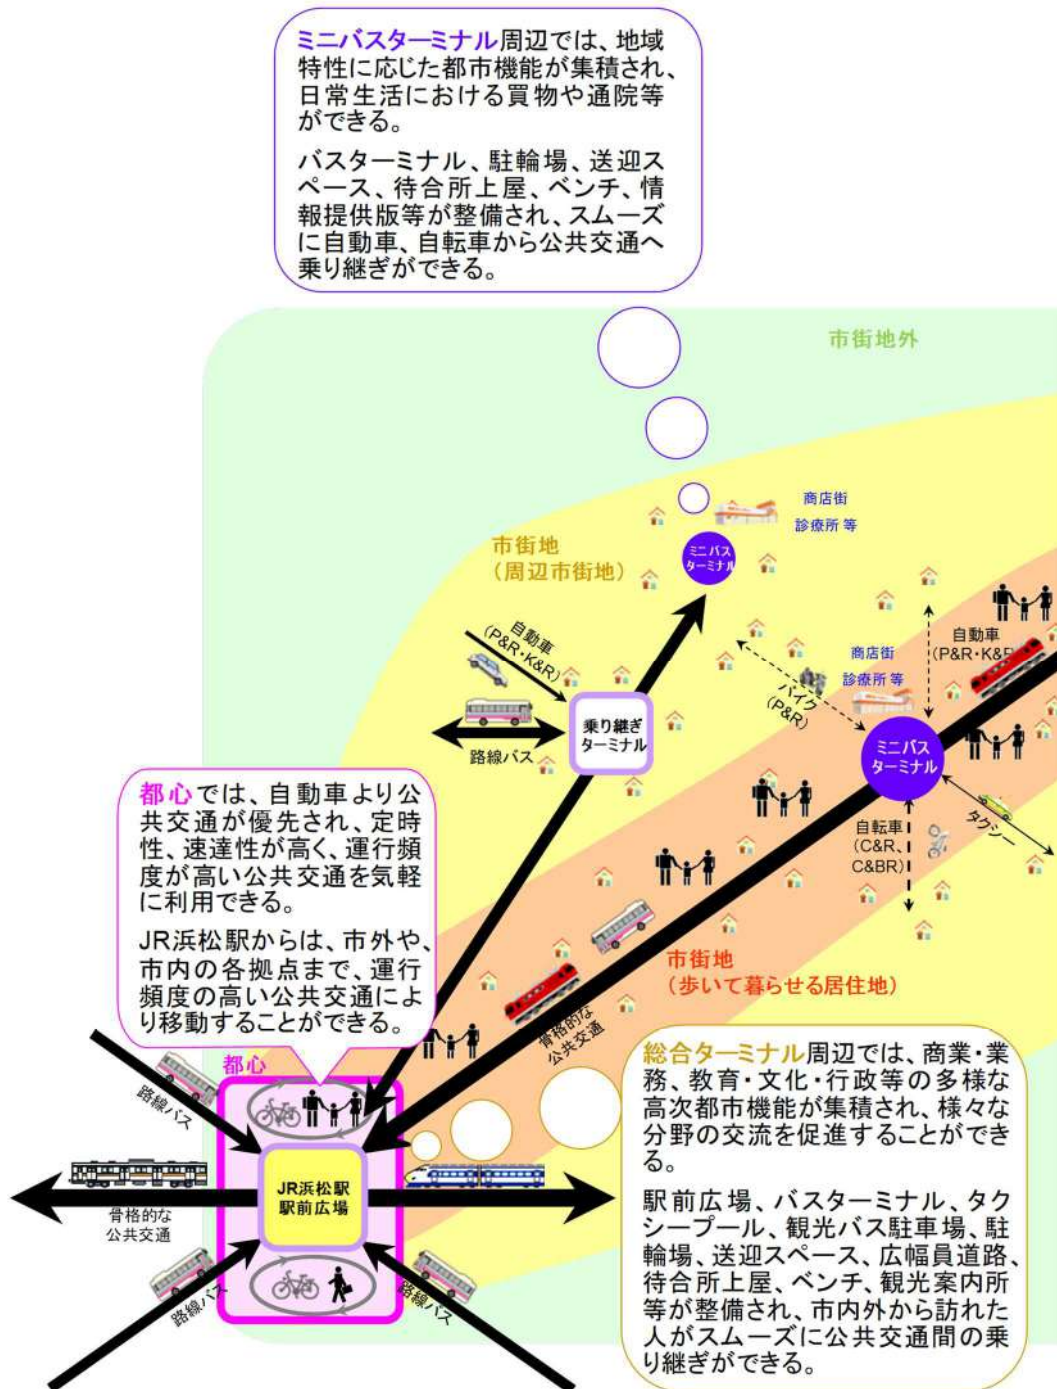 ミニバスターミナル周辺では、地域
特性に応じた都市機能が集積され、
日常生活における買物や通院等
ができる。
バスターミナル、駐輪場、送迎ス
ペース、待合所上屋、ベンチ、情
報提供版等が整備され、スムーズ
に自動車、自転車から公共交通へ
乗り継ぎができる。
市街地外
商店街
診療所 等
市街地
(周辺市街地)
ミニバス
ターミナル
自動車
(P&R・K&R)
路線バス
乗り継ぎ
ターミナル
バイク
(P&R)
商店街
診療所 等
自動車
(P&R・K&R)
ミニバス
ターミナル
自転車
(C&R、
C&BR)
タクシー
都心では、自動車より公
共交通が優先され、定時
性、速達性が高く、運行頻
度が高い公共交通を気軽
に利用できる。
JR浜松駅からは、市外や、
市内の各拠点まで、運行
頻度の高い公共交通によ
り移動することができる。
市街地
(歩いて暮らせる居住地)
骨格的な
公共交通
都心
路線バス
JR浜松駅
駅前広場
骨格的な
公共交通
路線バス
路線バス
総合ターミナル周辺では、商業・業
務、教育・文化・行政等の多様な
高次都市機能が集積され、様々な
分野の交流を促進することができ
る。
駅前広場、バスターミナル、タク
シープール、観光バス駐車場、駐
輪場、送迎スペース、広幅員道路、
待合所上屋、ベンチ、観光案内所
等が整備され、市内外から訪れた
人がスムーズに公共交通間の乗
り継ぎができる。